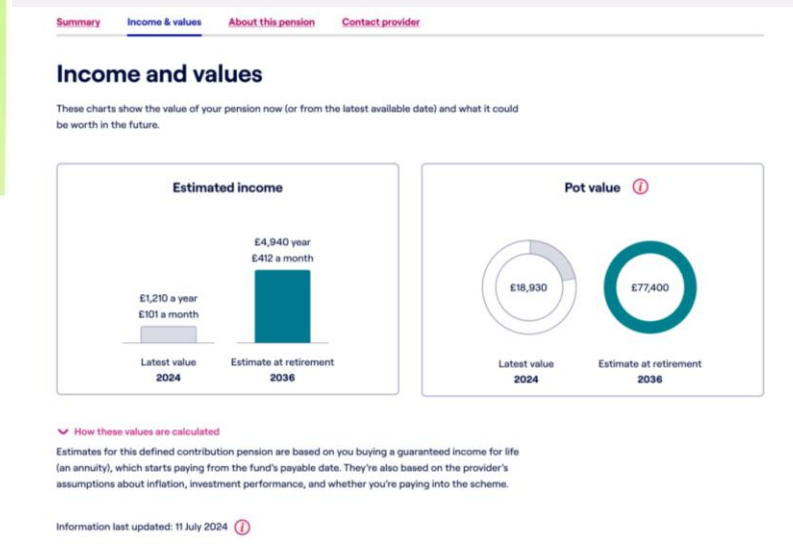 Summary
Income & values
About this pension
Contact provider
Income and values
These charts show the value of your pension now (or from the latest available date) and what it could
be worth in the future.
Estimated income
£1,210 a year
£101 a month
Latest value
2024
£4,940 year
£412 a month
Estimate at retirement
2036
Pot value
£18,930
Latest value
2024
£77,400
Estimate at retirement
2036
How these values are calculated
Estimates for this defined contribution pension are based on you buying a guaranteed income for life
(an annuity), which starts paying from the fund's payable date. They're also based on the provider's
assumptions about inflation, investment performance, and whether you're paying into the scheme.
Information last updated: 11 July 2024